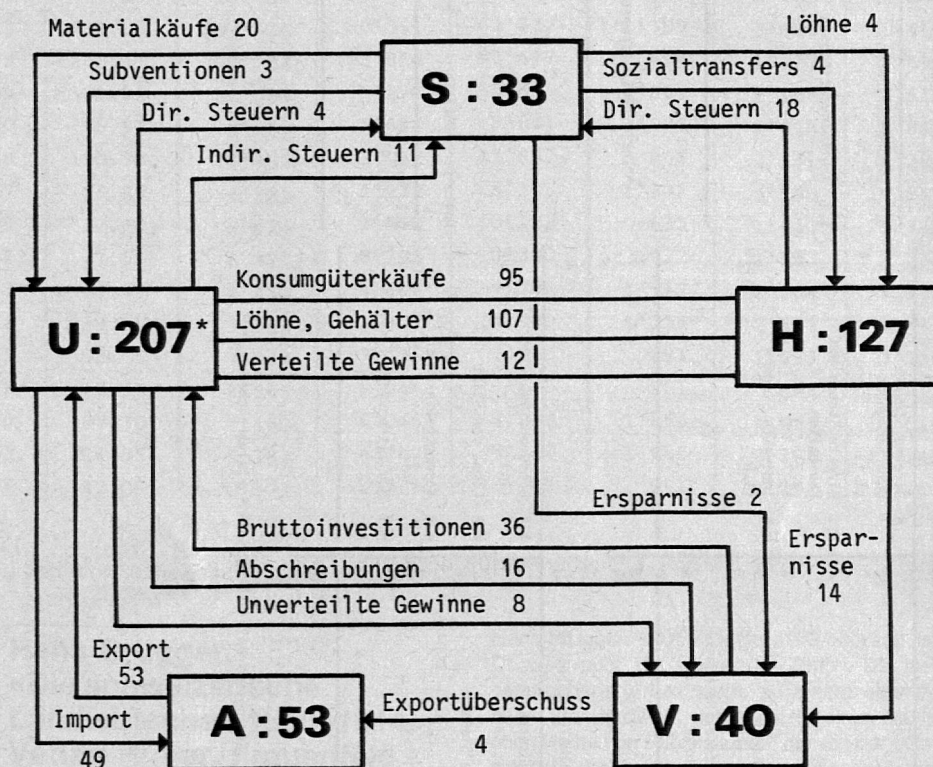 Materialkäufe 20
Löhne 4
Subventionen 3
S : 33
Sozialtransfers 4
Dir. Steuern 4
Dir. Steuern 18
Indir. Steuern 11
Konsumgüterkäufe 95
U : 207*
Löhne, Gehälter 107
H : 127
Verteilte Gewinne 12
Ersparnisse 2
Bruttoinvestitionen 36
Erspar-
nisse
14
Abschreibungen 16
Unverteilte Gewinne 8
Export
53
Import
49
A : 53
Exportüberschuss
4
V : 40